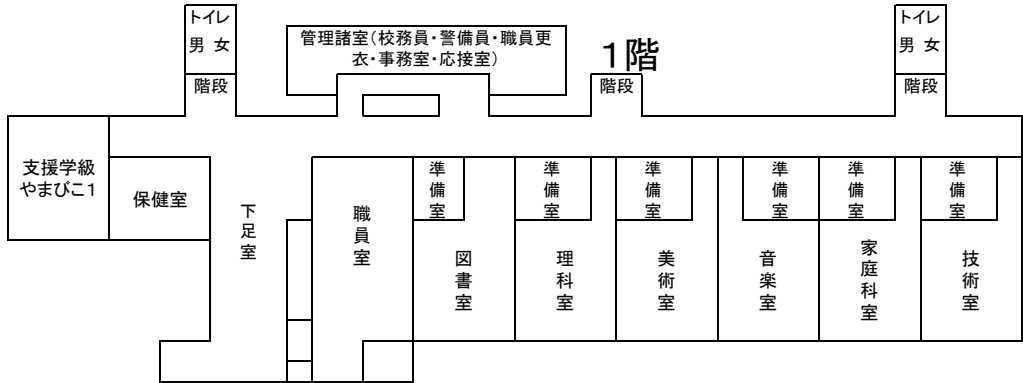 トイレ
男 女
階段
管理諸室(校務員・警備員・職員更
衣・事務室・応接室)
1階
階段
トイレ
男 女
階段
支援学級
やまびこ1
保健室
下足室
職員室
準備室
図書室
準備室
理科室
準備室
美術室
準備室
音楽室
準備室
家庭科室
準備室
技術室